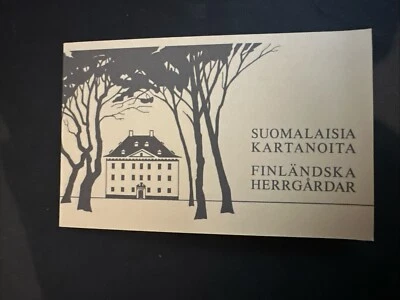 SUOMALAISIA
KARTANOITA
FINLÄNDSKA
HERRGÅRDAR